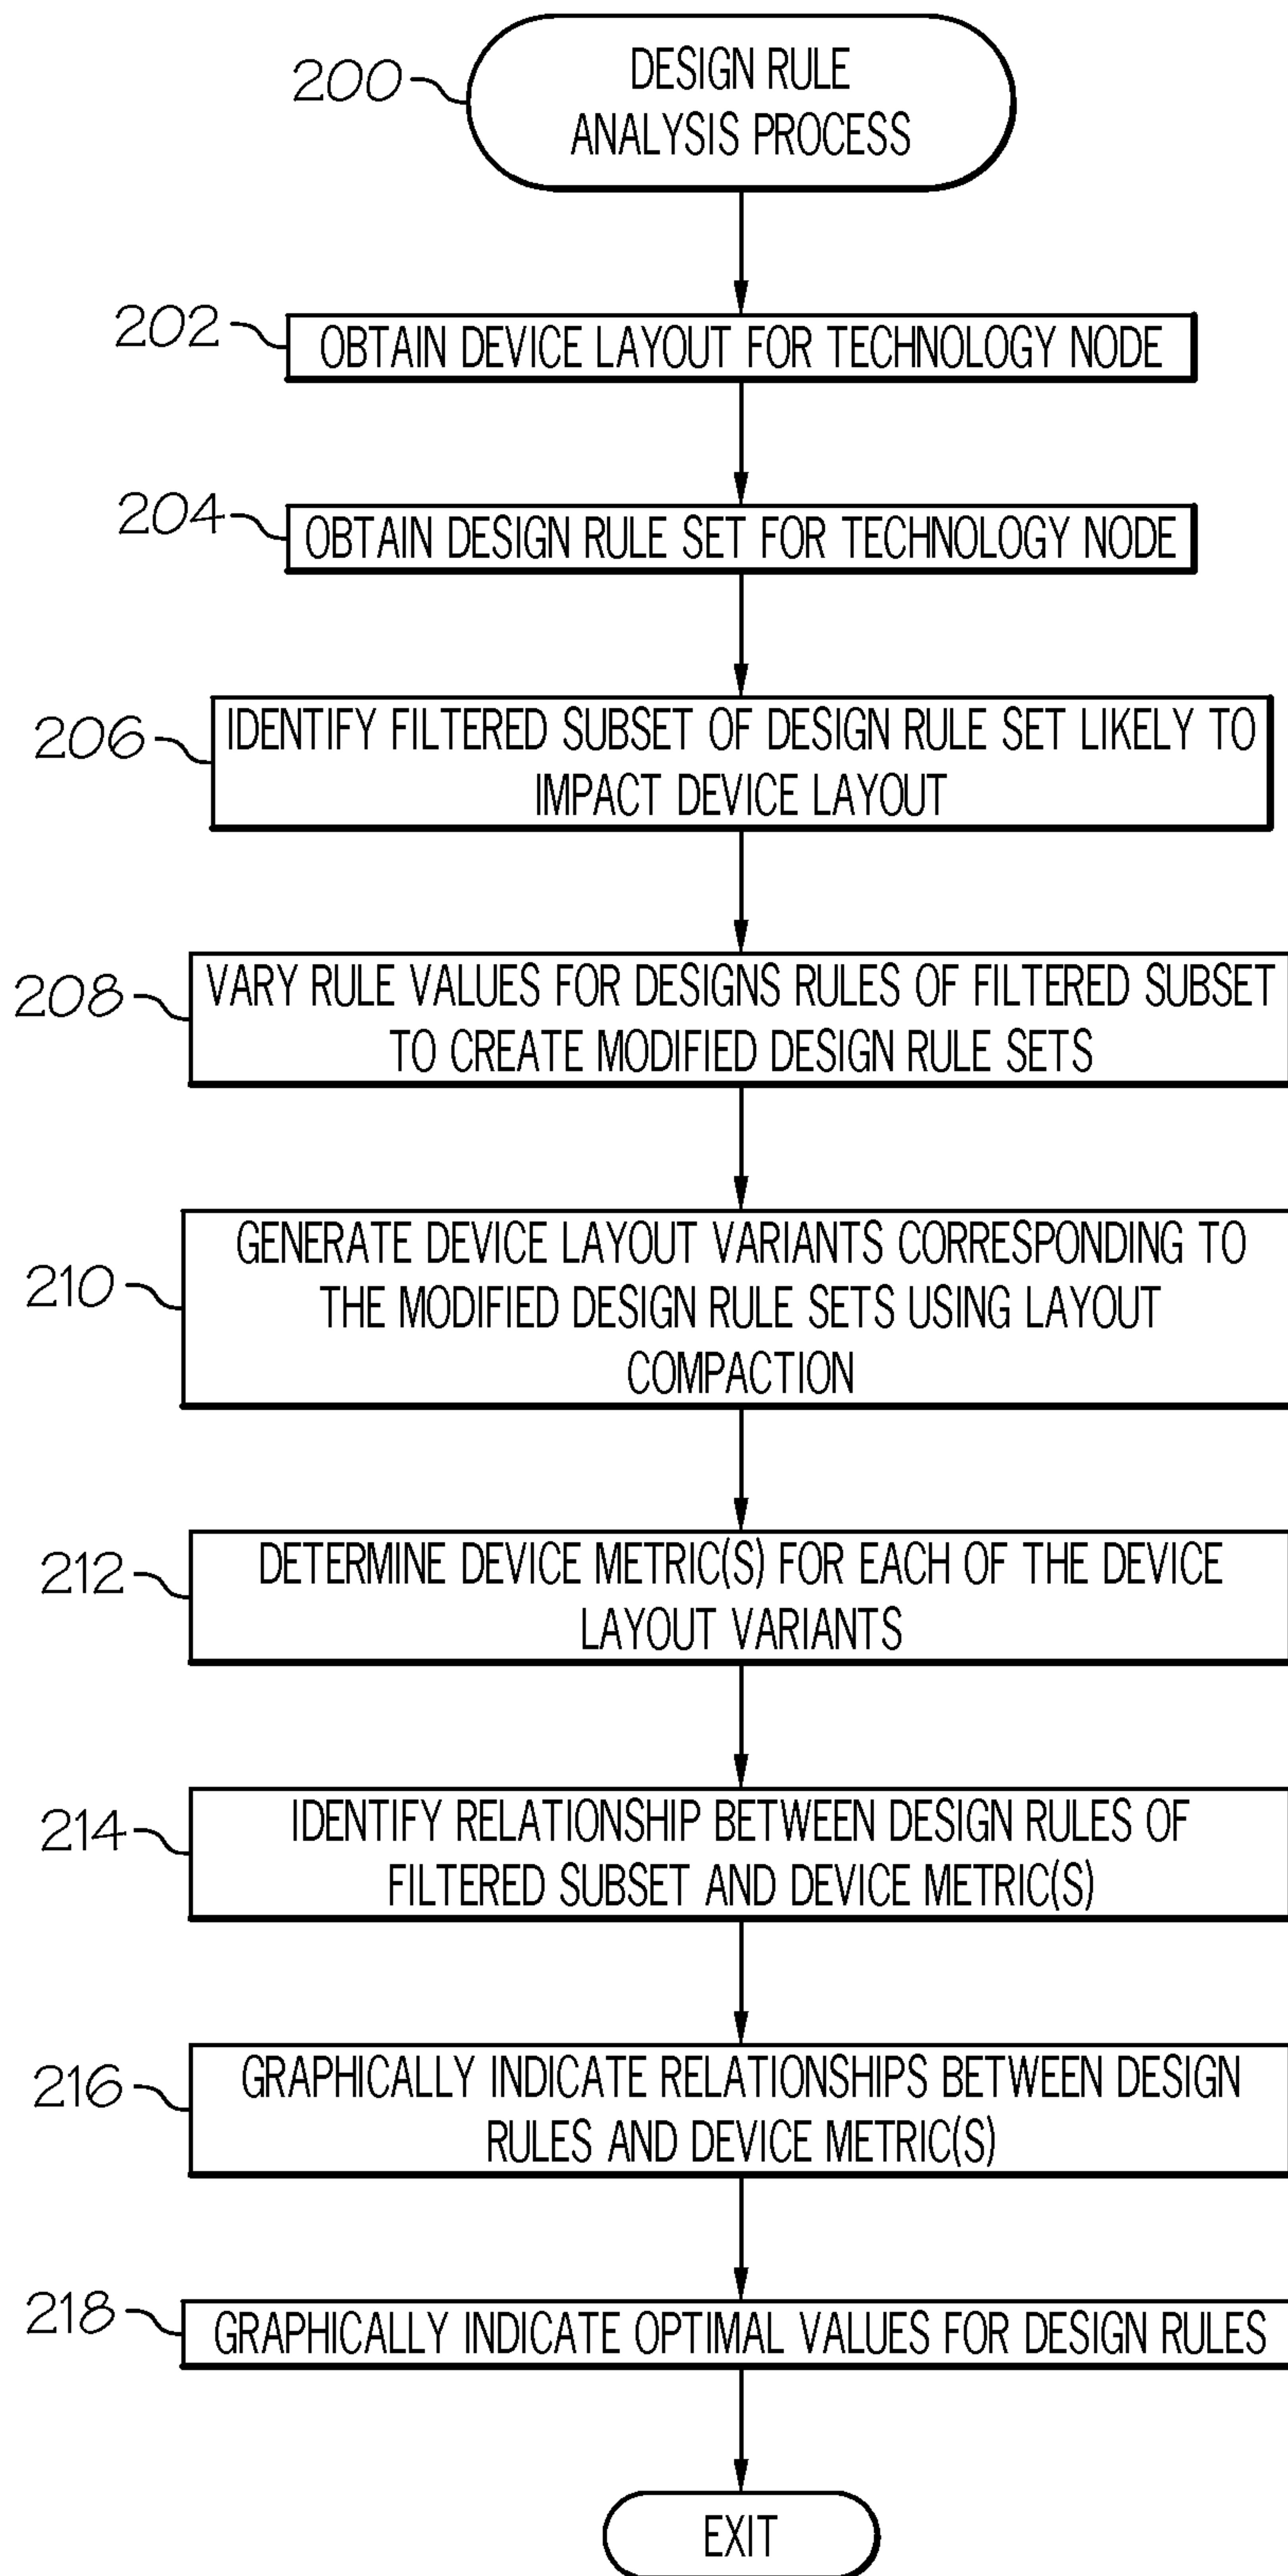 200
DESIGN RULE
ANALYSIS PROCESS
202
OBTAIN DEVICE LAYOUT FOR TECHNOLOGY NODE
204
OBTAIN DESIGN RULE SET FOR TECHNOLOGY NODE
206
IDENTIFY FILTERED SUBSET OF DESIGN RULE SET LIKELY TO
IMPACT DEVICE LAYOUT
208
VARY RULE VALUES FOR DESIGNS RULES OF FILTERED SUBSET
TO CREATE MODIFIED DESIGN RULE SETS
210
GENERATE DEVICE LAYOUT VARIANTS CORRESPONDING TO
THE MODIFIED DESIGN RULE SETS USING LAYOUT
COMPACTION
212
DETERMINE DEVICE METRIC(S) FOR EACH OF THE DEVICE
LAYOUT VARIANTS
214
IDENTIFY RELATIONSHIP BETWEEN DESIGN RULES OF
FILTERED SUBSET AND DEVICE METRIC(S)
216
GRAPHICALLY INDICATE RELATIONSHIPS BETWEEN DESIGN
RULES AND DEVICE METRIC(S)
218
GRAPHICALLY INDICATE OPTIMAL VALUES FOR DESIGN RULES
EXIT